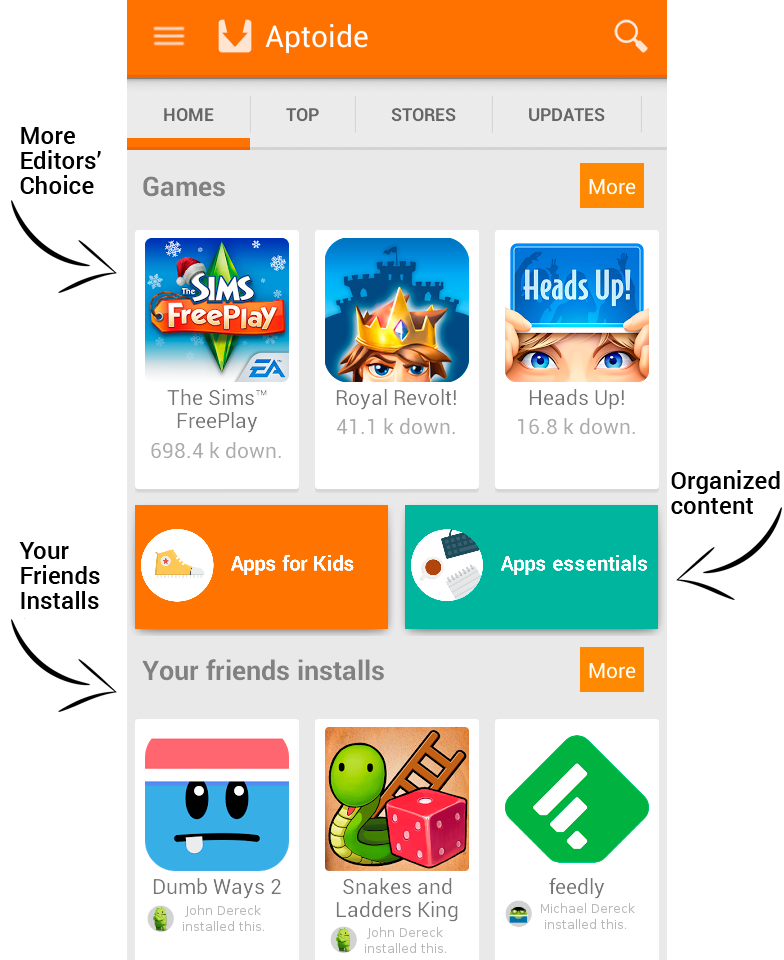 Aptoide
HOME
TOP
STORES
UPDATES
More
Editors'
Choice
Games
More
The SIMS
FreePlay
EA
Heads Up!
The Sims™
FreePlay
698.4 k down.
Royal Revolt!
41.1 k down.
Heads Up!
16.8 k down.
Organized
content
Apps for Kids
Apps essentials
Your
Friends
Installs
Your friends installs
More
Dumb Ways 2
John Dereck
installed this.
Snakes and
Ladders King
John Dereck
installed this.
feedly
Michael Dereck
installed this.